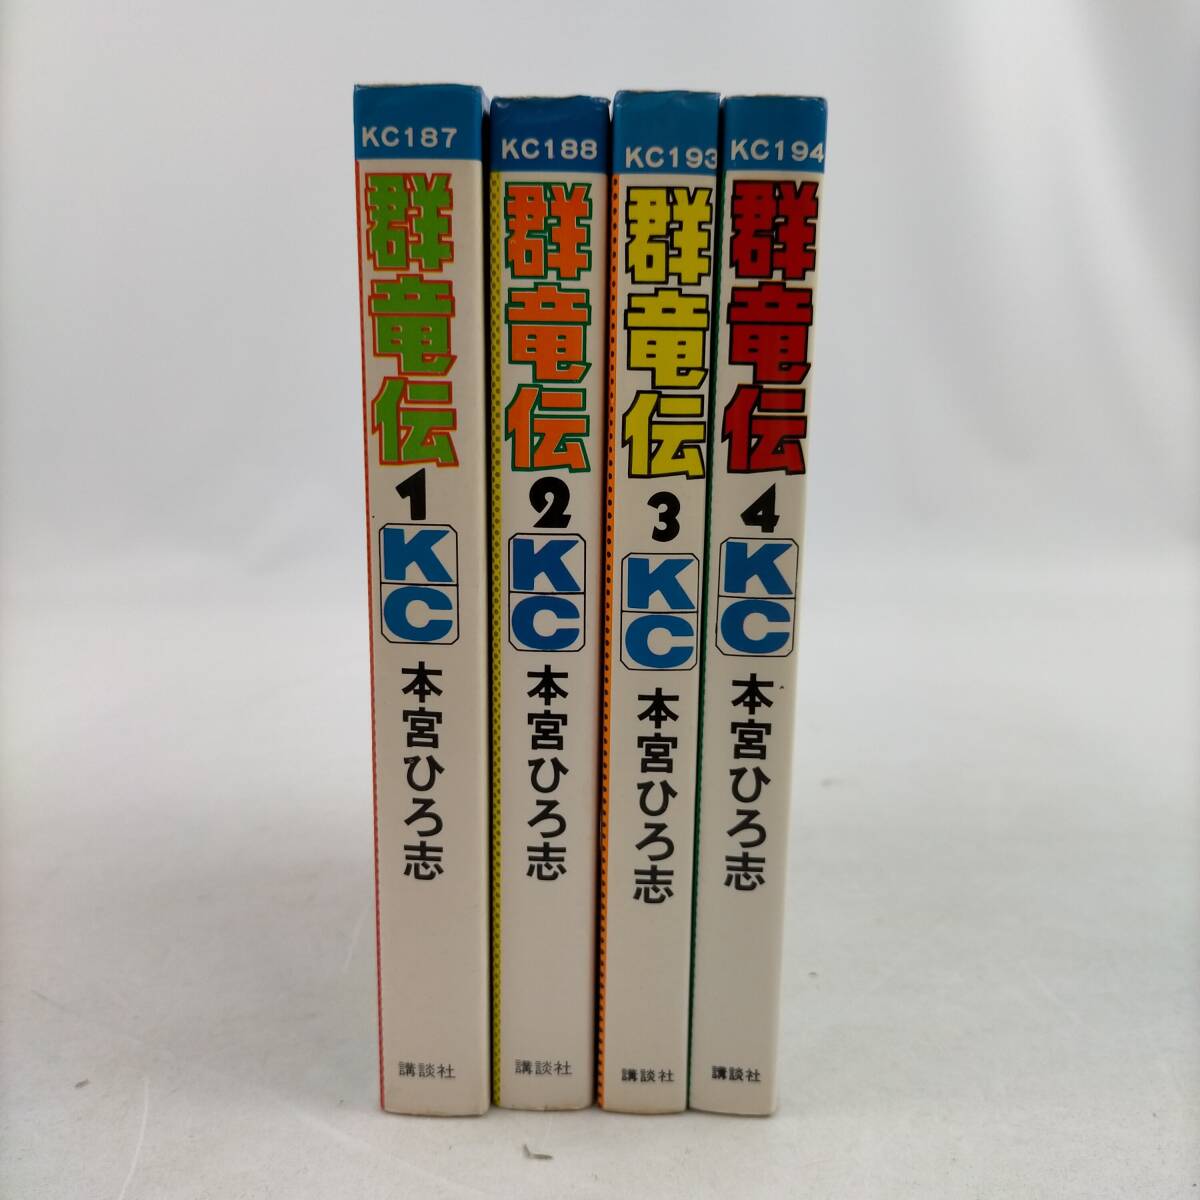 KC187
群竜伝
1
KC
本宮ひろ志
講談社
KC188
群竜伝
2
KC
本宮ひろ志
講談社
KC193
群竜伝
3
KC
本宮ひろ志
講談社
KC194
群竜伝
4
KC
本宮ひろ志
講談社